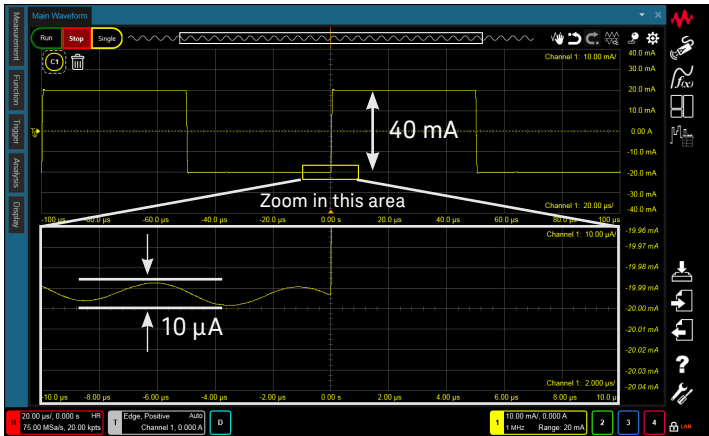 Main Waveform
Measurement
Function
Trigger
Analysis
Display
Run
Stop
Single
C1
Channel 1: 10.00 mA/
40.0 mA
30.0 mA
20.0 mA
10.0 mA
0.00 A
-10.0 mA
-20.0 mA
-30.0 mA
-40.0 mA
f(x)
40 mA
Zoom in this area
Channel 1: 20.00 µs/
-100 µs
-80.0 µs
-60.0 µs
-40.0 µs
-20.0 µs
0.00 s
20.0 µs
40.0 µs
60.0 µs
80.0 µs
100 µs
Channel 1: 10.00 µA/
-19.96 mA
-19.97 mA
-19.98 mA
-19.99 mA
-20.00 mA
-20.01 mA
-20.02 mA
-20.03 mA
-20.04 mA
10 µA
Channel 1: 2.000 µs/
-10.0 µs
-8.00 µs
-6.00 µs
-4.00 µs
-2.00 µs
0.00 s
2.00 µs
4.00 µs
6.00 µs
8.00 µs
10.0 µ
H
20.00 µs/, 0.000 s HR
75.00 MSa/s, 20.00 kpts
T
Edge, Positive Auto
Channel 1, 0.000 A
D
1
10.00 mA/, 0.000 A
1 MHz Range: 20 mA
2
3
4
LAN
?